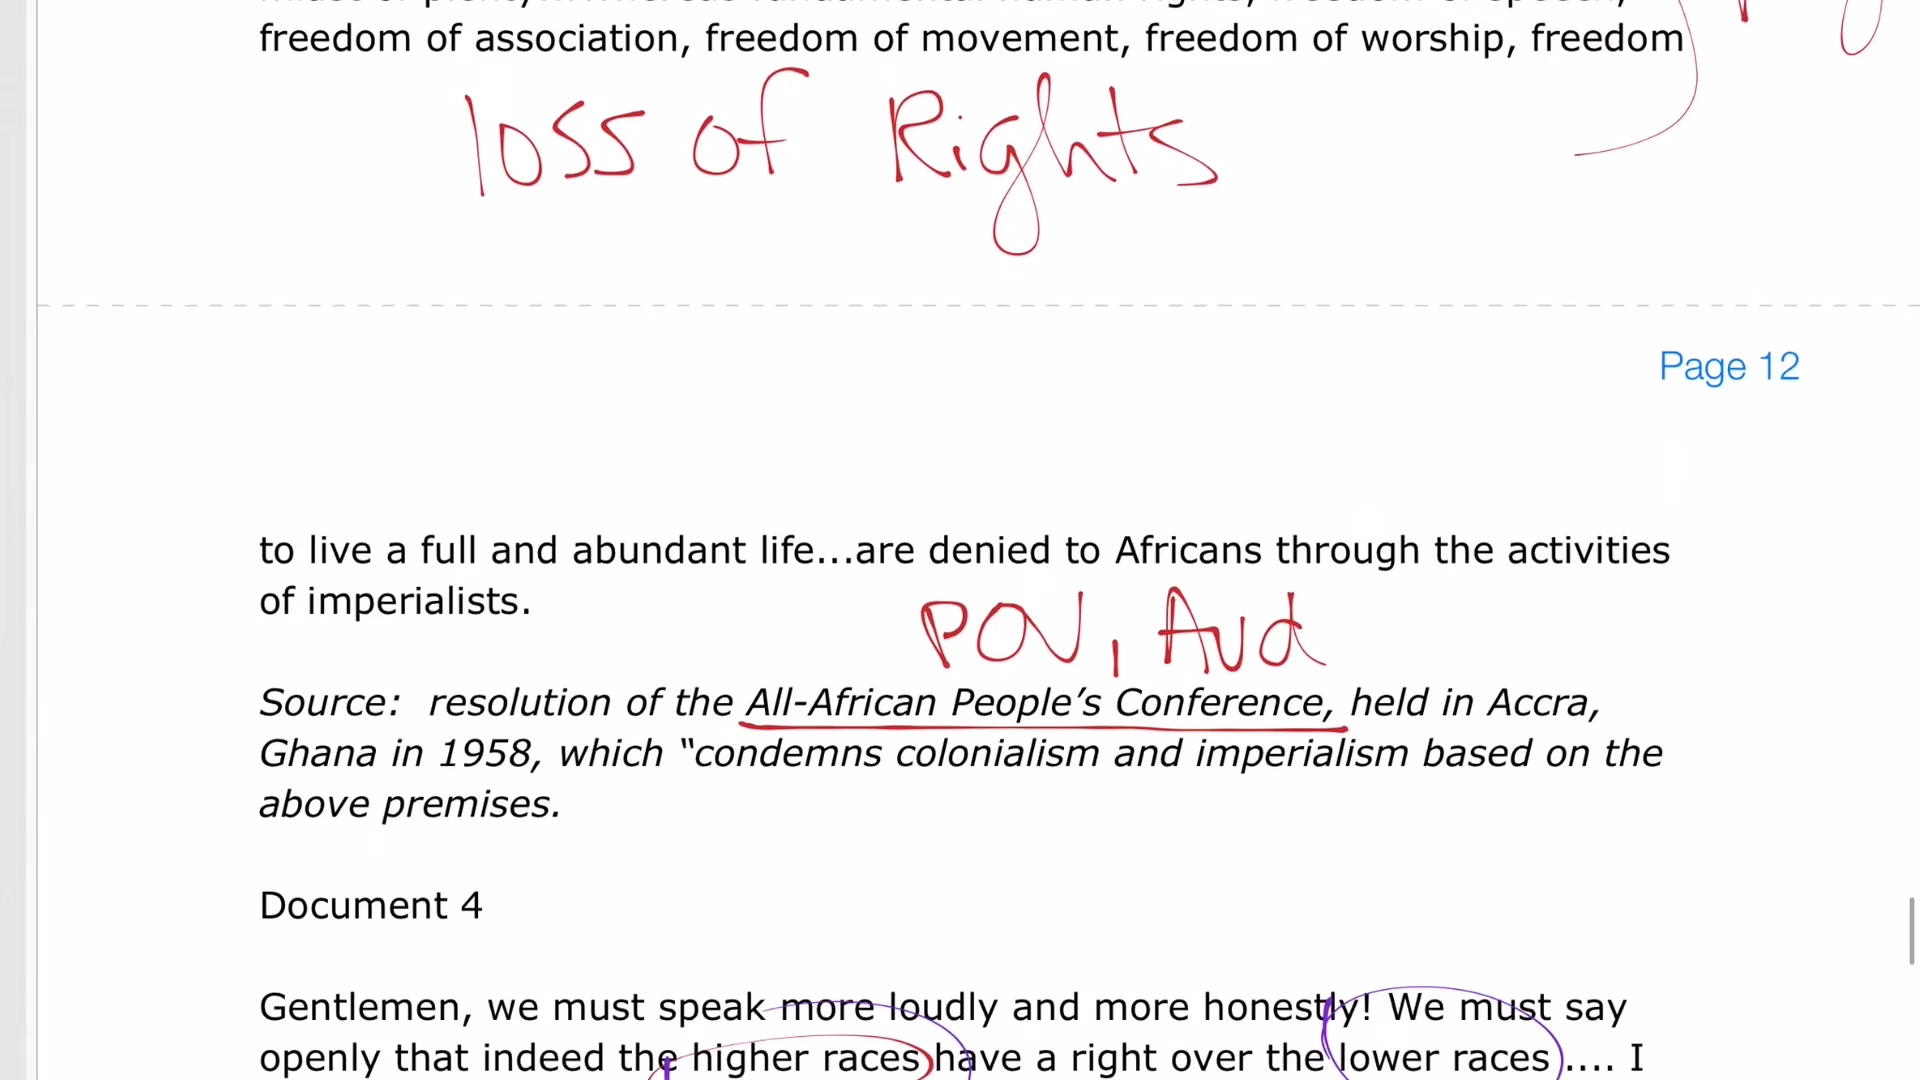 freedom of association, freedom of movement, freedom of worship, freedom
loss of Rights
Page 12
to live a full and abundant life...are denied to Africans through the activities
of imperialists.
POV, Aud
Source: resolution of the All-African People’s Conference, held in Accra,
Ghana in 1958, which “condemns colonialism and imperialism based on the
above premises.
Document 4
Gentlemen, we must speak more loudly and more honestly! We must say
openly that indeed the higher races have a right over the lower races .... I